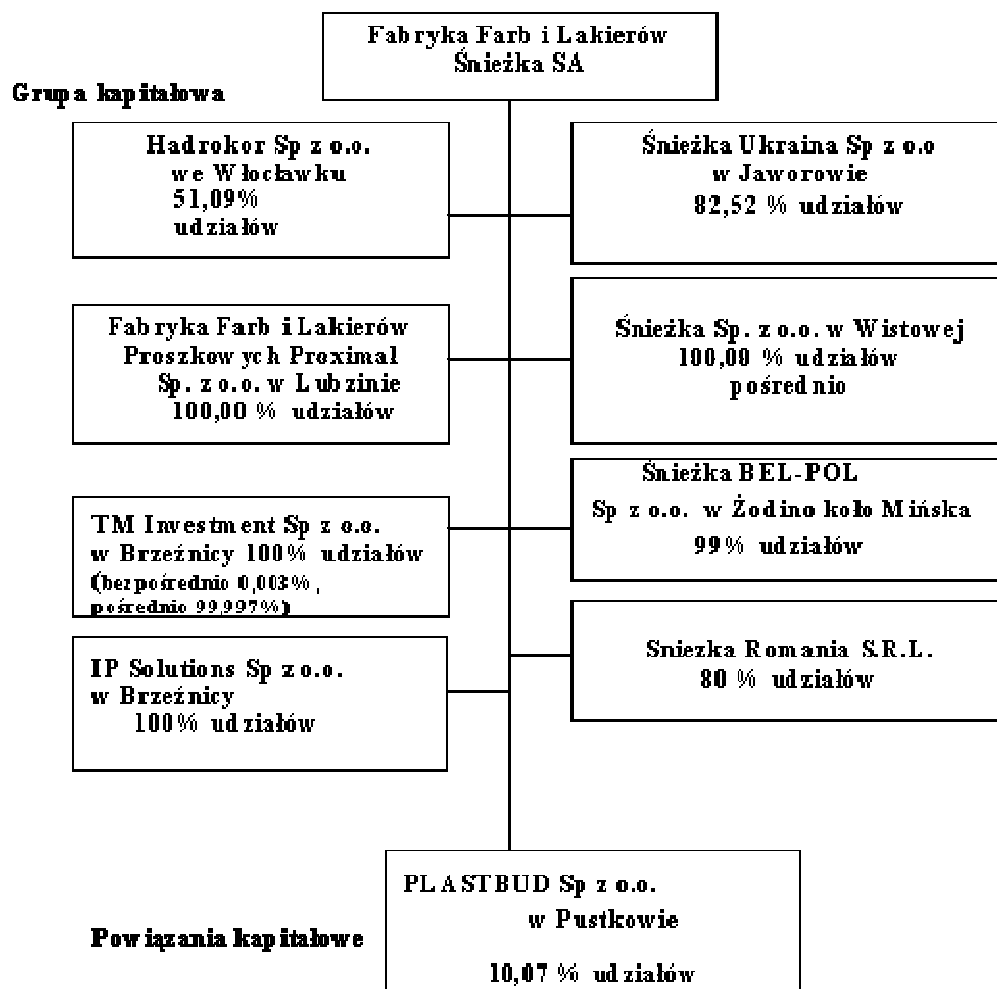 Fabryka Farb i Lakierów
Śnieżka SA
Grupa kapitałowa
Hadrokor Sp z o.o.
we Włocławku
51,09%
udziałów
Śnieżka Ukraina Sp z o.o
w Jaworowie
82,52 % udziałów
Fabryka Farb i Lakierów
Proszkowych Proximal
Sp. z o.o. w Lubzinie
100,00 % udziałów
Śnieżka Sp. z o.o. w Wistowej
100,00 % udziałów
pośrednio
TM Investment Sp z o.o.
w Brzeźnicy 100% udziałów
(bezpośrednio 0,003%,
pośrednio 99,997%)
Śnieżka BEL-POL
Sp z o.o. w Żodino koło Mińska
99% udziałów
IP Solutions Sp z o.o.
w Brzeźnicy
100% udziałów
Sniezka Romania S.R.L.
80 % udziałów
PLASTBUD Sp z o.o.
w Pustkowie
10,07 % udziałów
Powiązania kapitałowe